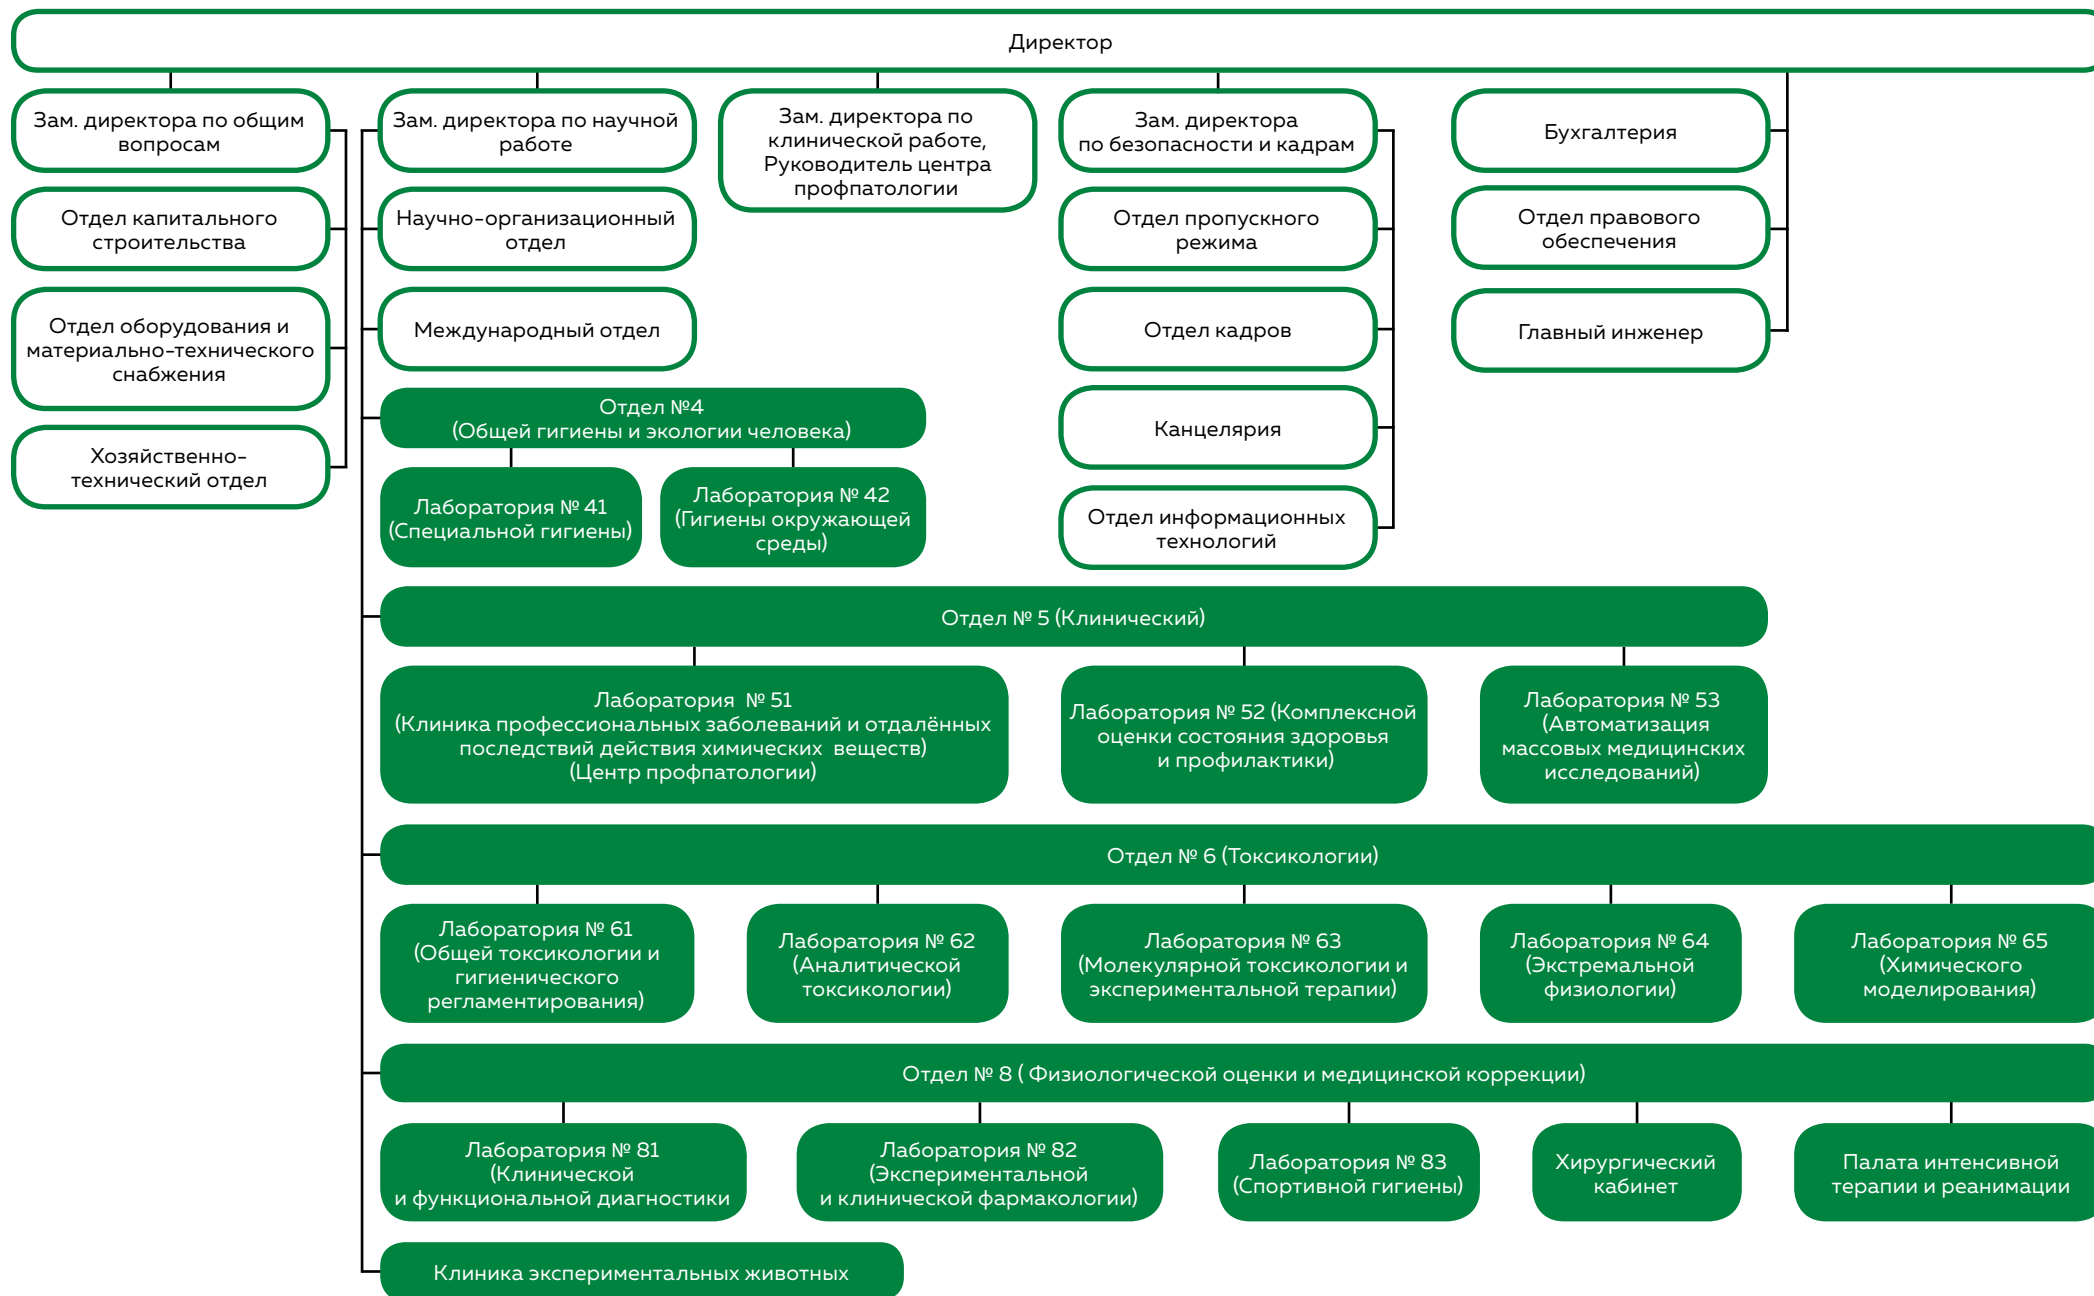 Директор
Зам. директора по общим
вопросам
Отдел капитального
строительства
Отдел оборудования и
материально-технического
снабжения
Хозяйственно-
технический отдел
Зам. директора по научной
работе
Научно-организационный
отдел
Международный отдел
Зам. директора по
клинической работе,
Руководитель центра
профпатологии
Зам. директора
по безопасности и кадрам
Отдел пропускного
режима
Отдел кадров
Канцелярия
Отдел информационных
технологий
Бухгалтерия
Отдел правового
обеспечения
Главный инженер
Отдел №4
(Общей гигиены и экологии человека)
Лаборатория № 41
(Специальной гигиены)
Лаборатория № 42
(Гигиены окружающей
среды)
Отдел № 5 (Клинический)
Лаборатория  № 51
(Клиника профессиональных заболеваний и отдалённых
последствий действия химических  веществ)
(Центр профпатологии)
Лаборатория № 52 (Комплексной
оценки состояния здоровья
и профилактики)
Лаборатория № 53
(Автоматизация
массовых медицинских
исследований)
Отдел № 6 (Токсикологии)
Лаборатория № 61
(Общей токсикологии и
гигиенического
регламентирования)
Лаборатория № 62
(Аналитической
токсикологии)
Лаборатория № 63
(Молекулярной токсикологии и
экспериментальной терапии)
Лаборатория № 64
(Экстремальной
физиологии)
Лаборатория № 65
(Химического
моделирования)
Отдел № 8 ( Физиологической оценки и медицинской коррекции)
Лаборатория № 81
(Клинической
и функциональной диагностики
Лаборатория № 82
(Экспериментальной
и клинической фармакологии)
Лаборатория № 83
(Спортивной гигиены)
Хирургический
кабинет
Палата интенсивной
терапии и реанимации
Клиника экспериментальных животных